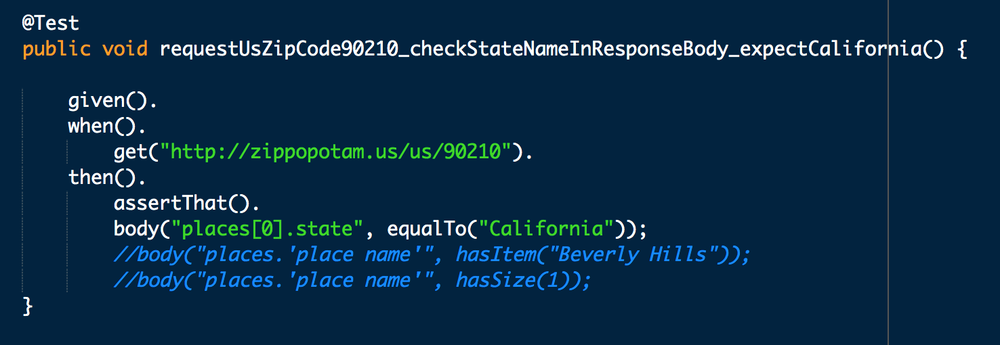 @Test
public void requestUsZipCode90210_checkStateNameInResponseBody_expectCalifornia() {
given().
when().
get("http://zippopotam.us/us/90210").
then().
assertThat().
body("places[0].state", equalTo("California"));
//body("places.'place name'", hasItem("Beverly Hills"));
//body("places.'place name'", hasSize(1));
}